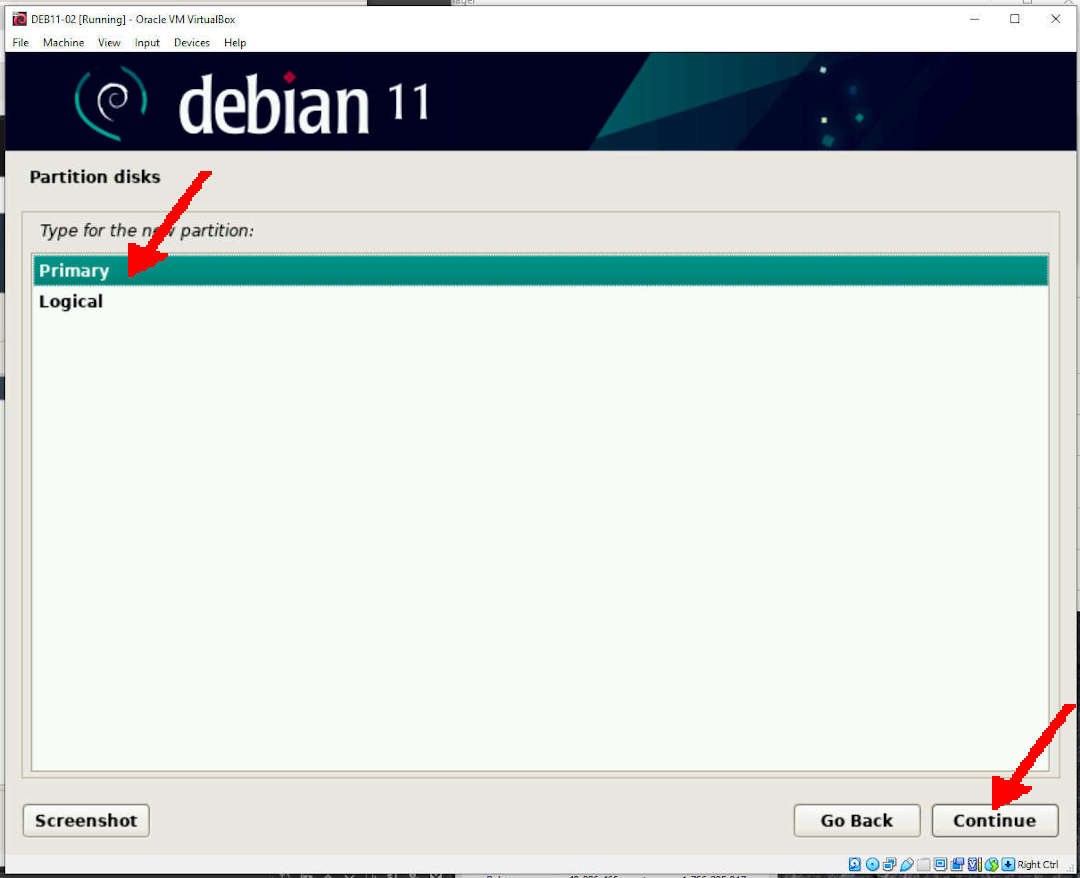 DEB11-02 [Running] - Oracle VM VirtualBox
File Machine View Input Devices Help
debian 11
Partition disks
Type for the new partition:
Primary
Logical
Screenshot
Go Back
Continue
Right Ctrl